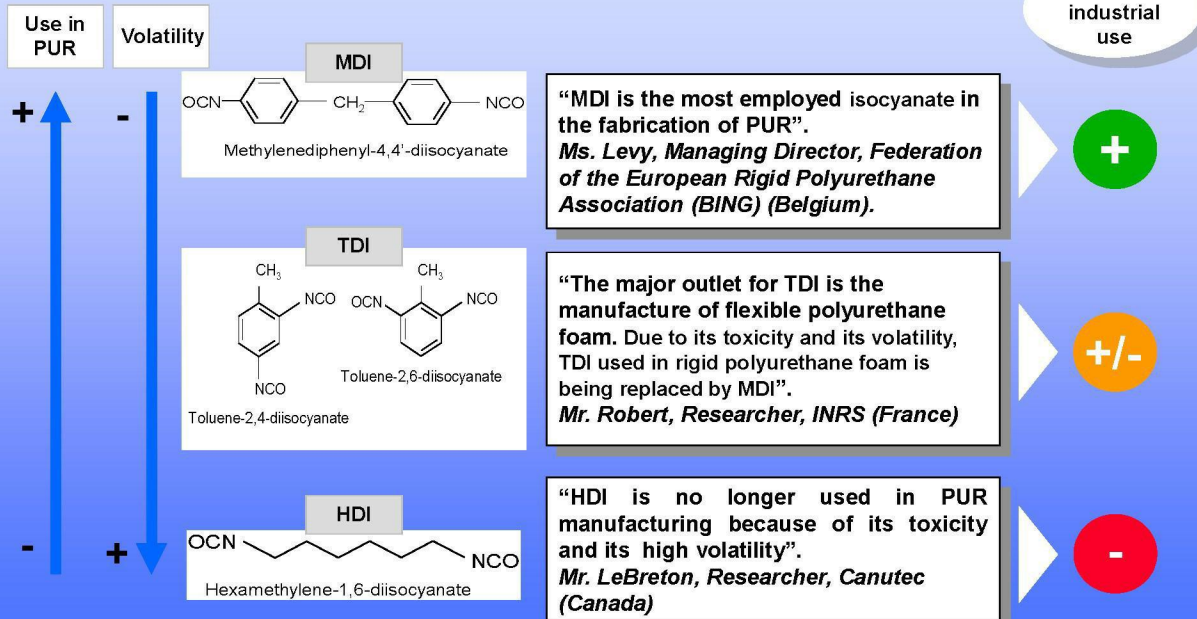 Use in
PUR
Volatility
industrial
use
+
-
MDI
OCN
CH2
NCO
Methylenediphenyl-4,4’-diisocyanate
“MDI is the most employed isocyanate in
the fabrication of PUR”.
Ms. Levy, Managing Director, Federation
of the European Rigid Polyurethane
Association (BING) (Belgium).
+
TDI
CH3
NCO
NCO
Toluene-2,4-diisocyanate
CH3
OCN
NCO
Toluene-2,6-diisocyanate
“The major outlet for TDI is the
manufacture of flexible polyurethane
foam. Due to its toxicity and its volatility,
TDI used in rigid polyurethane foam is
being replaced by MDI”.
Mr. Robert, Researcher, INRS (France)
+/-
-
+
HDI
OCN
NCO
Hexamethylene-1,6-diisocyanate
“HDI is no longer used in PUR
manufacturing because of its toxicity
and its high volatility”.
Mr. LeBreton, Researcher, Canutec
(Canada)
-